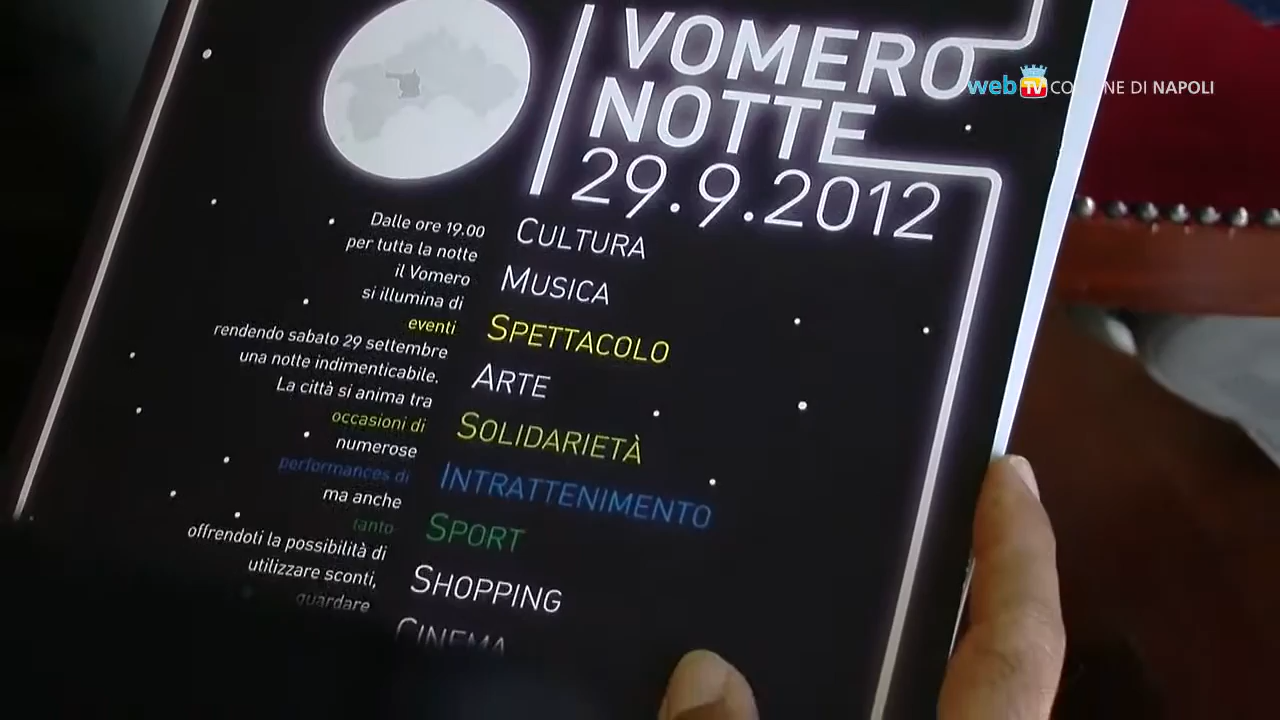 VOMERO
NOTTE
29.9.2012
web TV COMUNE DI NAPOLI
Dalle ore 19.00
per tutta la notte
il Vomero
si illumina di
eventi
rendendo sabato 29 settembre
una notte indimenticabile.
La città si anima tra
occasioni di
numerose
performances di
ma anche
tanto
offrendoti la possibilità di
utilizzare sconti,
guardare
CULTURA
MUSICA
SPETTACOLO
ARTE
SOLIDARIETÀ
INTRATTENIMENTO
SPORT
SHOPPING
CINEMA